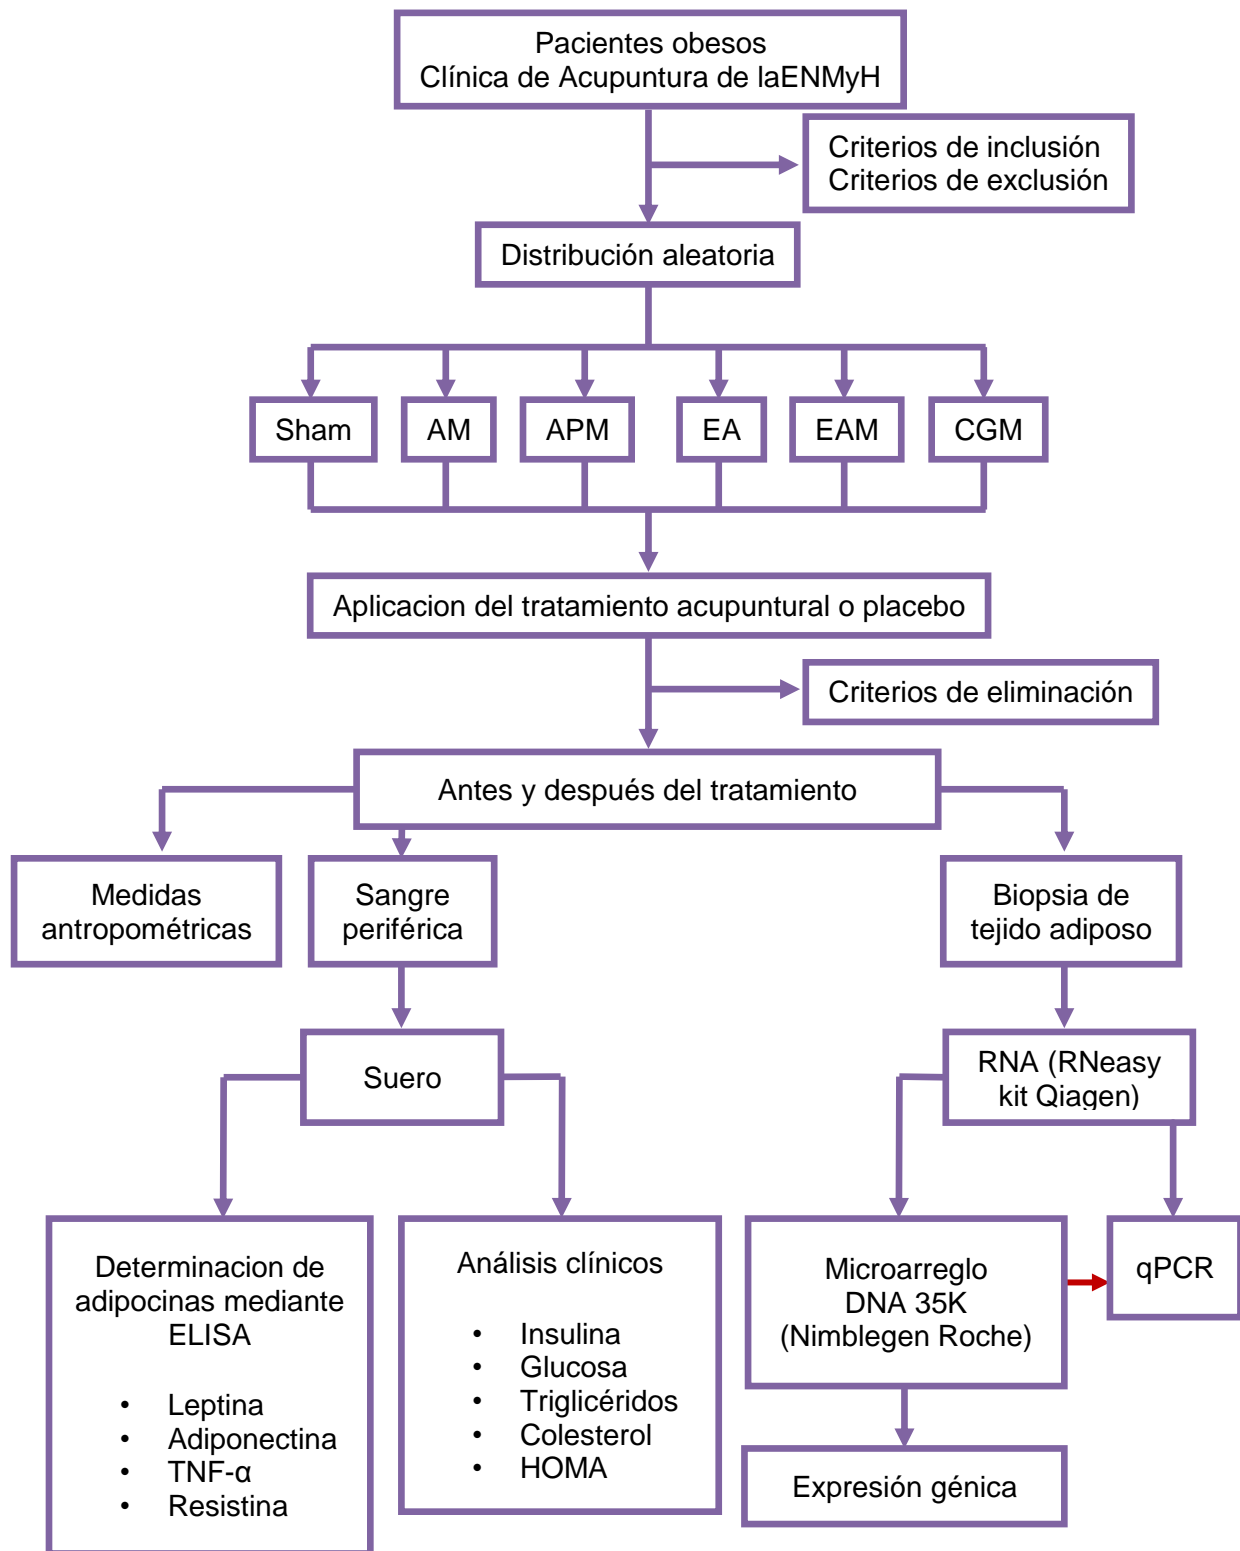 Pacientes obesos
Clínica de Acupuntura de laENMyH
Criterios de inclusión
Criterios de exclusión
Distribución aleatoria
Sham
AM
APM
EA
EAM
CGM
Aplicacion del tratamiento acupuntural o placebo
Criterios de eliminación
Antes y después del tratamiento
Medidas
antropométricas
Sangre
periférica
Biopsia de
tejido adiposo
Suero
RNA (RNeasy
kit Qiagen)
Determinacion de
adipocinas mediante
ELISA
• Leptina
• Adiponectina
• TNF-α
• Resistina
Análisis clínicos
• Insulina
• Glucosa
• Triglicéridos
• Colesterol
• HOMA
Microarreglo
DNA 35K
(Nimblegen Roche)
qPCR
Expresión génica